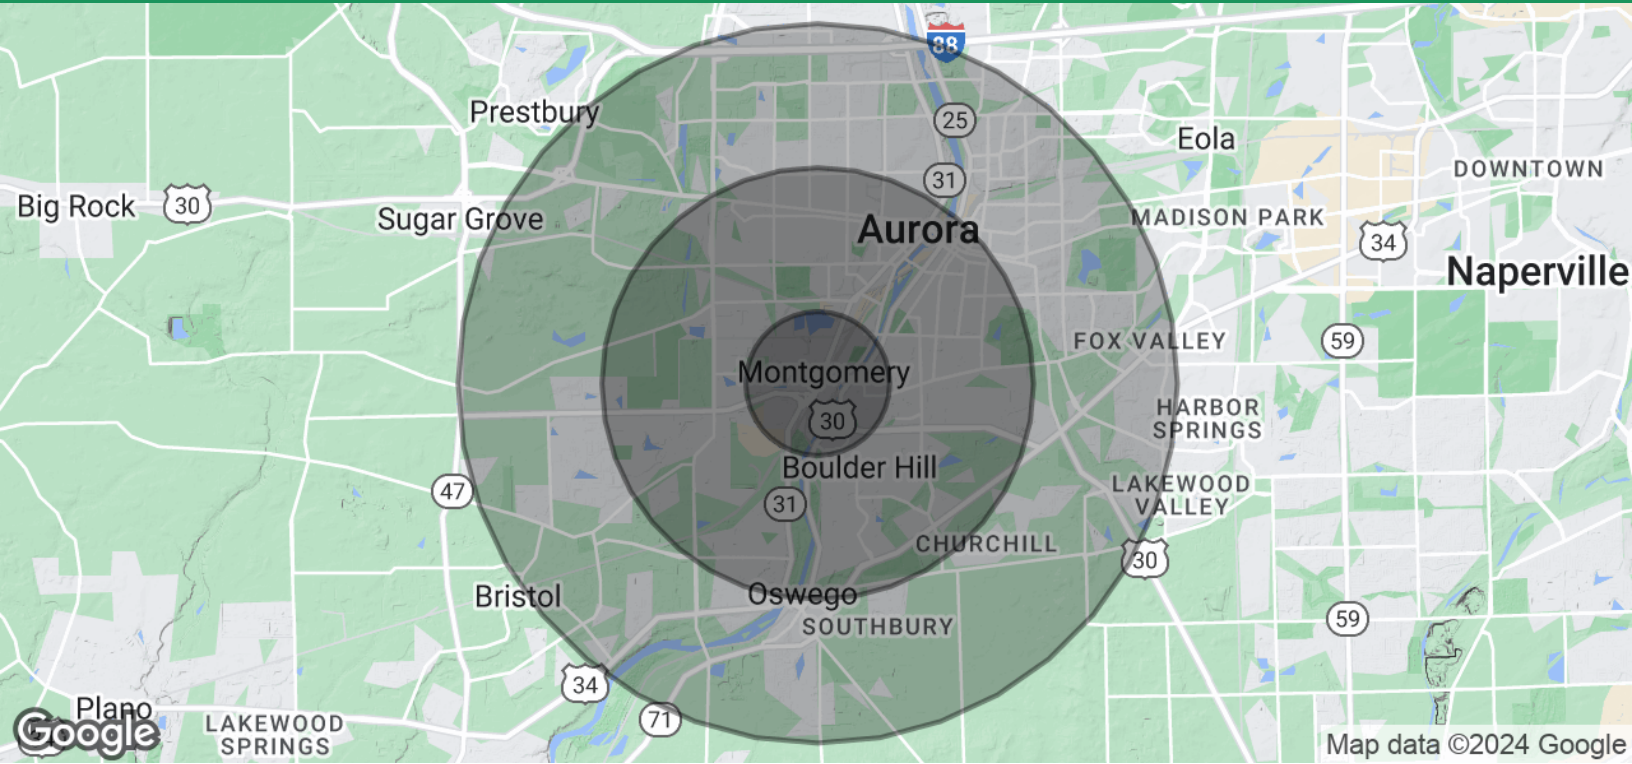 88
Prestbury
25
Eola
DOWNTOWN
31
Big Rock
30
Sugar Grove
Aurora
MADISON PARK
34
Naperville
FOX VALLEY
59
Montgomery
30
HARBOR
SPRINGS
Boulder Hill
47
31
LAKEWOOD
VALLEY
CHURCHILL
30
Bristol
Oswego
SOUTHBURY
59
34
71
Plano
LAKEWOOD
SPRINGS
Google
Map data ©2024 Google